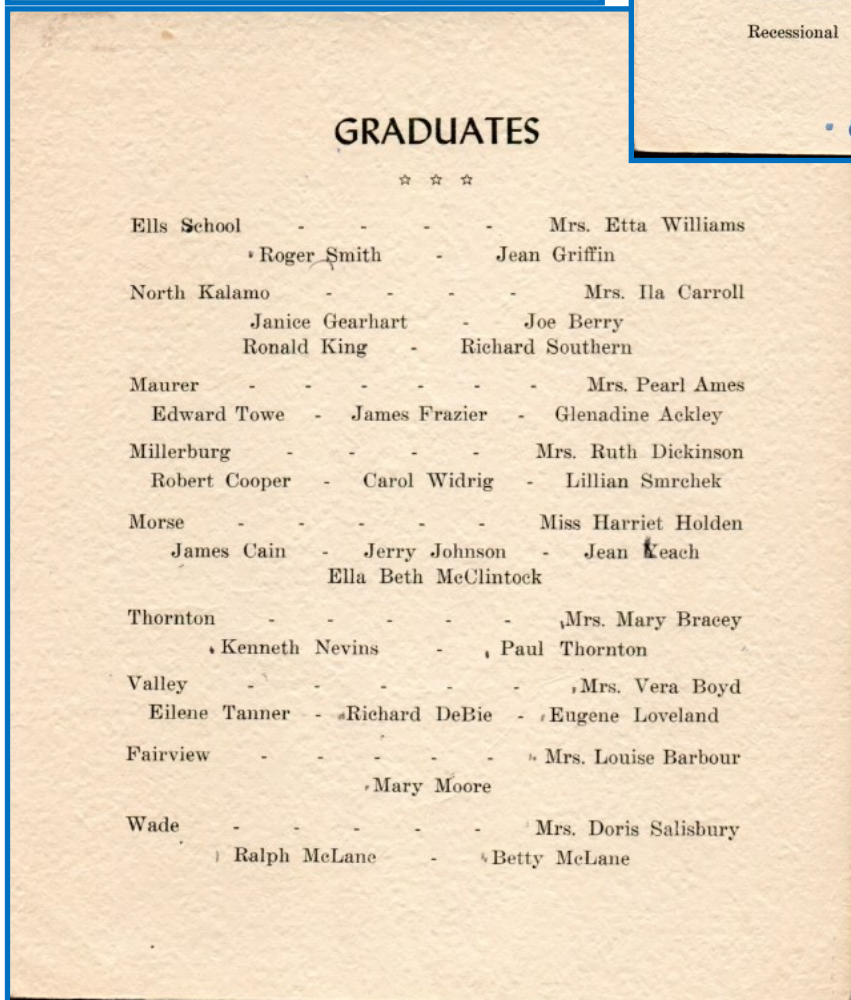 Recessional
GRADUATES
Ells School - - - - Mrs. Etta Williams
Roger Smith - Jean Griffin
North Kalamo - - - - Mrs. Ila Carroll
Janice Gearhart - Joe Berry
Ronald King - Richard Southern
Maurer - - - - - - Mrs. Pearl Ames
Edward Towe - James Frazier - Glenadine Ackley
Millerburg - - - - Mrs. Ruth Dickinson
Robert Cooper - Carol Widrig - Lillian Smrchek
Morse - - - - - Miss Harriet Holden
James Cain - Jerry Johnson - Jean Keach
Ella Beth McClintock
Thornton - - - - - Mrs. Mary Bracey
Kenneth Nevins - Paul Thornton
Valley - - - - - Mrs. Vera Boyd
Eilene Tanner - Richard DeBie - Eugene Loveland
Fairview - - - - - Mrs. Louise Barbour
Mary Moore
Wade - - - - - Mrs. Doris Salisbury
Ralph McLane - Betty McLane